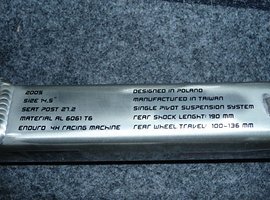 2005
SIZE 14,5
SEAT POST 27.2
MATERIAL AL 6061 T6
ENDURO 4X RACING MACHINE
DESIGNED IN POLAND
MANUFACTURED IN TAIWAN
SINGLE PIVOT SUSPENSION SYSTEM
REAR SHOCK LENGHT: 190 MM
REAR WHEEL TRAVEL: 100-136 MM